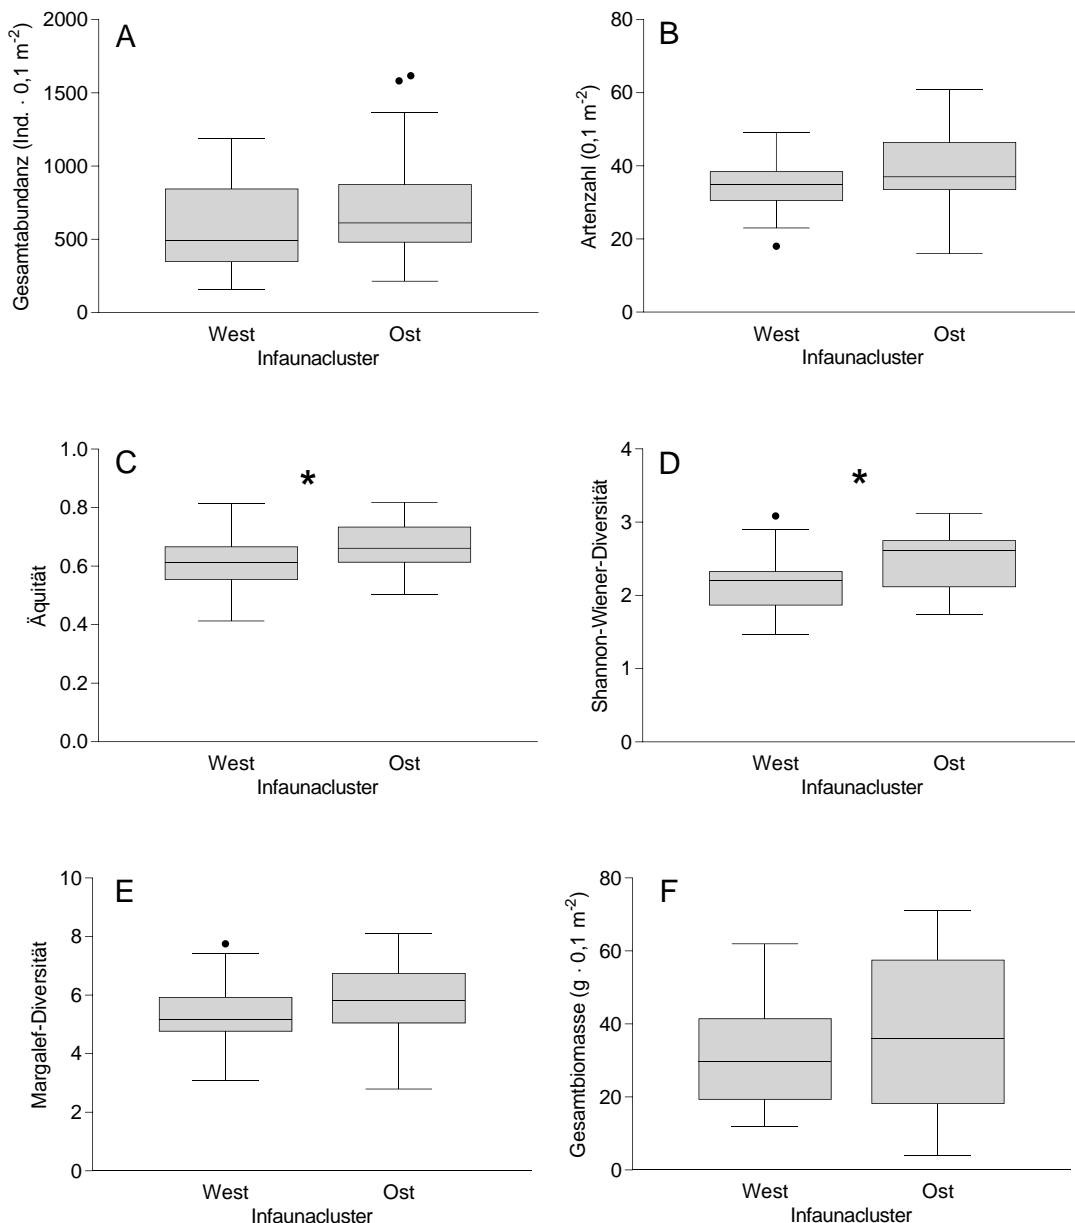 A
Gesamtabundanz (Ind. · 0,1 m-2)
2000
1500
1000
500
0
West Ost
Infaunacluster
B
Artenzahl (0,1 m-2)
80
60
40
20
0
West Ost
Infaunacluster
C
*
Äquität
1.0
0.8
0.6
0.4
0.2
0.0
West Ost
Infaunacluster
D
*
Shannon-Wiener-Diversität
4
3
2
1
0
West Ost
Infaunacluster
E
Margalef-Diversität
10
8
6
4
2
0
West Ost
Infaunacluster
F
Gesamtbiomasse (g · 0,1 m-2)
80
60
40
20
0
West Ost
Infaunacluster